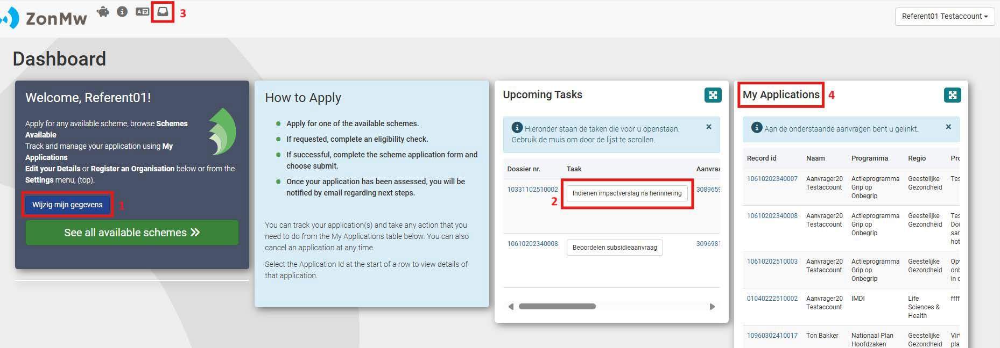 ZonMw
3
Referent01 Testaccount
Dashboard
Welcome, Referent01!
Apply for any available scheme, browse Schemes
Available
Track and manage your application using My
Applications
Edit your Details or Register an Organisation below or from the
Settings menu, (top).
Wijzig mijn gegevens
1
See all available schemes
How to Apply
Apply for one of the available schemes.
If requested, complete an eligibility check.
If successful, complete the scheme application form and
choose submit.
Once your application has been assessed, you will be
notified by email regarding next steps.
You can track your application(s) and take any action that you
need to do from the My Applications table below. You can also
cancel an application at any time.
Select the Application Id at the start of a row to view details of
that application.
Upcoming Tasks
Hieronder staan de taken die voor u openstaan.
Gebruik de muis om door de lijst te scrollen.
Dossier nr. Taak Aanvraa
10331102510002 Indienen impactverslag na herinnering 3089659
2
10610202340008 Beoordelen subsidieaanvraag 3096981
My Applications
4
Aan de onderstaande aanvragen bent u gelinkt.
Record id Naam Programma Regio Pro
10610202340007 Aanvrager20 Actieprogramma Geestelijke Tes
Testaccount Grip op Gezondheid
Onbegrip
10610202340008 Aanvrager20 Actieprogramma Geestelijke Tes
Testaccount Grip op Gezondheid Dor
Onbegrip sar
hot
10610202510003 Aanvrager20 Actieprogramma Geestelijke Opv
Testaccount Grip op Gezondheid onb
Onbegrip in c
01040222510002 Aanvrager20 IMDI Life ffff
Testaccount Sciences &
Health
10960302410017 Ton Bakker Nationaal Plan Geestelijke Virt
Hoofdzaken Gezondheid pla